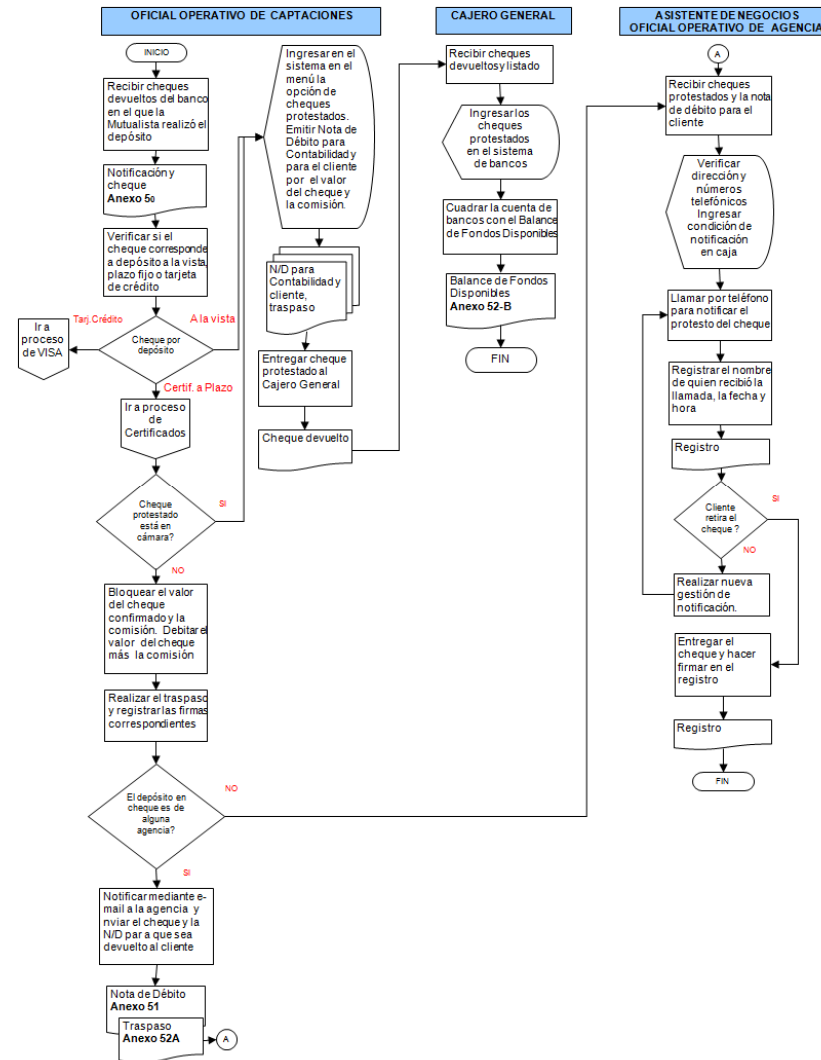 OFICIAL OPERATIVO DE CAPTACIONES
INICIO
Recibir cheques
devueltos del banco
en el que la
Mutualista realizó el
depósito
Notificación y
cheque
Anexo 50
Verificar si el
cheque corresponde
a depósito a la vista,
plazo fijo o tarjeta
de crédito
Tarj.Crédito
A la vista
Ir a
proceso
de VISA
Cheque por
depósito
Certif. a Plazo
Ir a proceso
de
Certificados
Cheque
protestado
está en
cámara?
SI
NO
Bloquear el valor
del cheque
confirmado y la
comisión. Debitar el
valor del cheque
más la comisión
Realizar el traspaso
y registrar las firmas
correspondientes
El depósito en
cheque es de
alguna
agencia?
NO
SI
Notificar mediante e-
mail a la agencia y
nviar el cheque y la
N/D par a que sea
devuelto al cliente
Nota de Débito
Anexo 51
Traspaso
Anexo 52A
A
Ingresar en el
sistema en el
menú la
opción de
cheques
protestados.
Emitir Nota de
Débito para
Contabilidad y
para el cliente
por el valor
del cheque y
la comisión.
N/D para
Contabilidad y
cliente,
traspaso
Entregar cheque
protestado al
Cajero General
Cheque devuelto
CAJERO GENERAL
Recibir cheques
devueltos y listado
Ingresar los
cheques
protestados
en el sistema
de bancos
Cuadrar la cuenta de
bancos con el Balance
de Fondos Disponibles
Balance de Fondos
Disponibles
Anexo 52-B
FIN
ASISTENTE DE NEGOCIOS
OFICIAL OPERATIVO DE AGENCIA
A
Recibir cheques
protestados y la nota
de débito para el
cliente
Verificar
dirección y
números
telefónicos
Ingresar
condición de
notificación
en caja
Llamar por teléfono
para notificar el
protesto del cheque
Registrar el nombre
de quien recibió la
llamada, la fecha y
hora
Registro
Cliente
retira el
cheque ?
SI
NO
Realizar nueva
gestión de
notificación.
Entregar el
cheque y hacer
firmar en el
registro
Registro
FIN